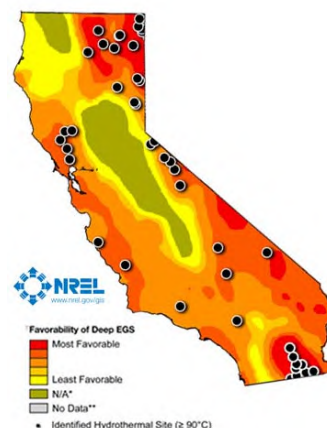 NREL
www.nrel.gov/gis
Favorability of Deep EGS
Most Favorable
Least Favorable
N/A*
No Data**
Identified Hydrothermal Site (≥ 90°C)